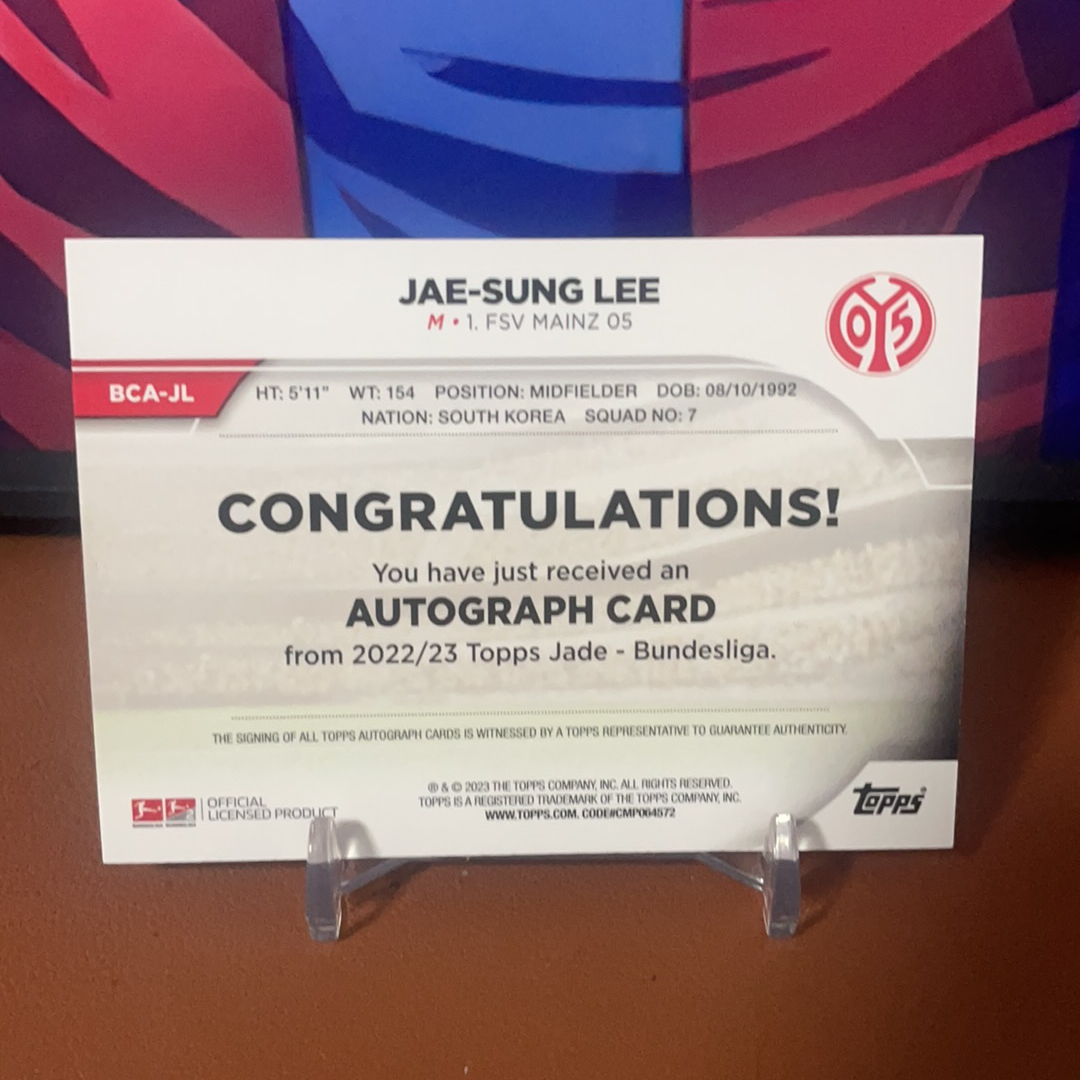 JAE-SUNG LEE
M • 1. FSV MAINZ 05
05
BCA-JL
HT: 5'11" WT: 154 POSITION: MIDFIELDER DOB: 08/10/1992
NATION: SOUTH KOREA SQUAD NO: 7
CONGRATULATIONS!
You have just received an
AUTOGRAPH CARD
from 2022/23 Topps Jade - Bundesliga.
THE SIGNING OF ALL TOPPS AUTOGRAPH CARDS IS WITNESSED BY A TOPPS REPRESENTATIVE TO GUARANTEE AUTHENTICITY.
OFFICIAL
LICENSED PRODUCT
® & © 2023 THE TOPPS COMPANY, INC. ALL RIGHTS RESERVED.
TOPPS IS A REGISTERED TRADEMARK OF THE TOPPS COMPANY, INC.
WWW.TOPPS.COM. CODE#CMP064572
topps®